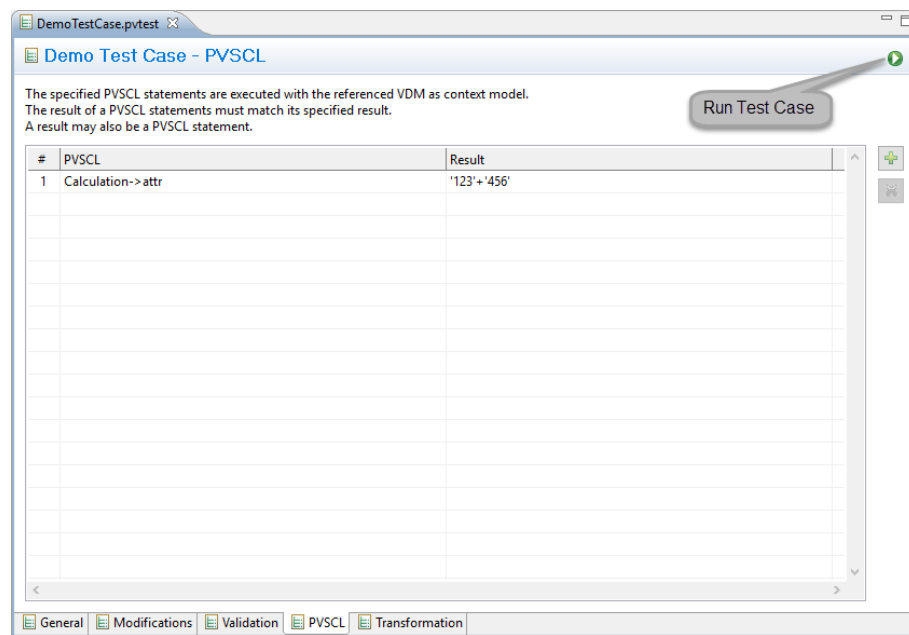 DemoTestCase.pvtest
Demo Test Case - PVSCL
The specified PVSCL statements are executed with the referenced VDM as context model.
The result of a PVSCL statements must match its specified result.
A result may also be a PVSCL statement.
Run Test Case
# PVSCL Result
1 Calculation->attr '123'+'456'
General Modifications Validation PVSCL Transformation